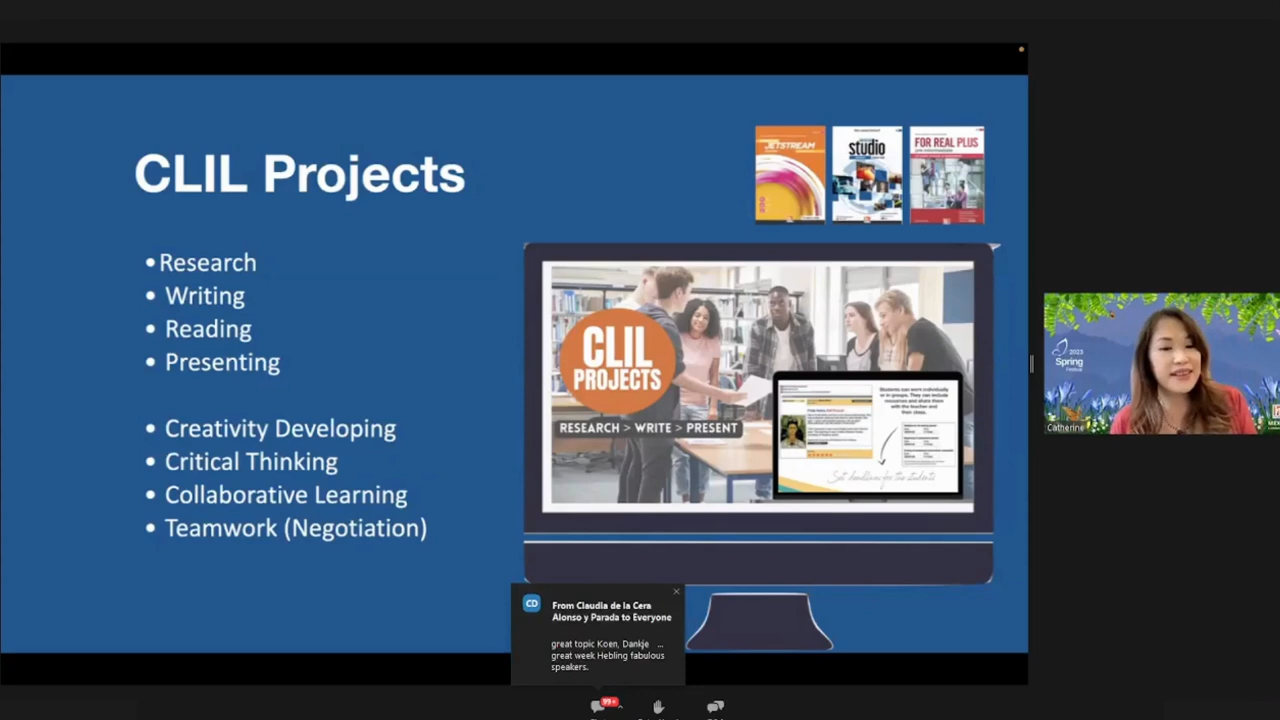 CLIL Projects
•Research
• Writing
• Reading
• Presenting
• Creativity Developing
• Critical Thinking
• Collaborative Learning
• Teamwork (Negotiation)
JETSTREAM
studio
FOR REAL PLUS
CLIL
PROJECTS
RESEARCH > WRITE > PRESENT
Students can work individually
or in groups. They can include
resources and share them
with the teacher and
their class.
Set deadlines for the students
2023
Spring
Festival
Catherine
CD
From Claudia de la Cera
Alonso y Parada to Everyone
great topic Koen, Dankje ...
great week Hebling fabulous
speakers.
99+